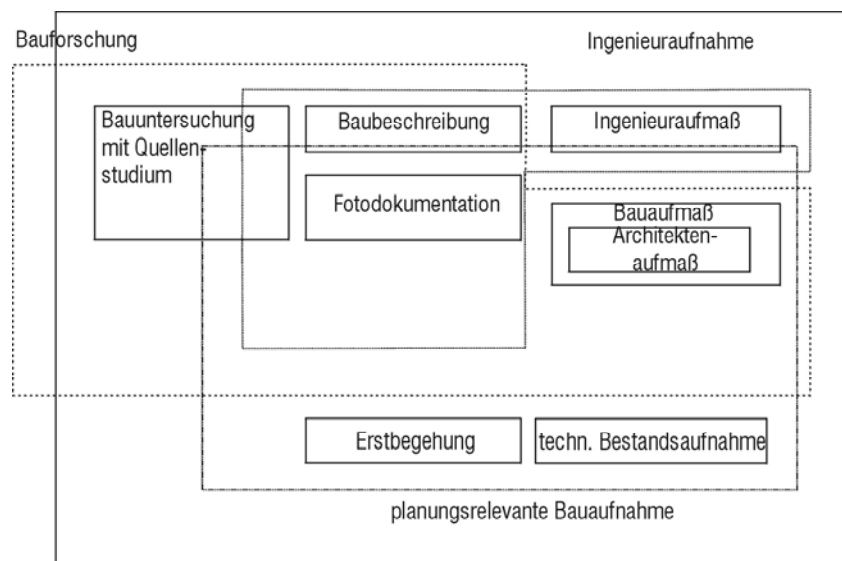 Bauforschung
Ingenieuraufnahme
Bauuntersuchung
mit Quellen-
studium
Baubeschreibung
Ingenieuraufmaß
Fotodokumentation
Bauaufmaß
Architekten-
aufmaß
Erstbegehung
techn. Bestandsaufnahme
planungsrelevante Bauaufnahme